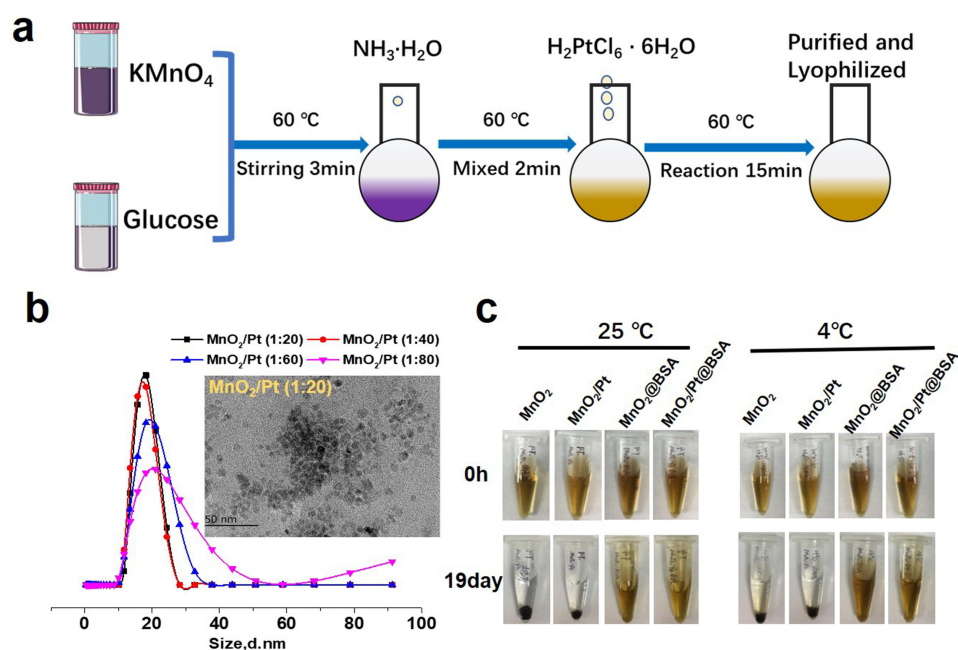 a
KMnO₄
Glucose
60 ℃
Stirring 3min
NH₃·H₂O
60 ℃
Mixed 2min
H₂PtCl₆ · 6H₂O
60 ℃
Reaction 15min
Purified and
Lyophilized
b
MnO₂/Pt (1:20)
MnO₂/Pt (1:40)
MnO₂/Pt (1:60)
MnO₂/Pt (1:80)
MnO₂/Pt (1:20)
50 nm
0 20 40 60 80 100
Size,d.nm
c
25 ℃
4℃
MnO₂
MnO₂/Pt
MnO₂@BSA
MnO₂/Pt@BSA
MnO₂
MnO₂/Pt
MnO₂@BSA
MnO₂/Pt@BSA
0h
19day